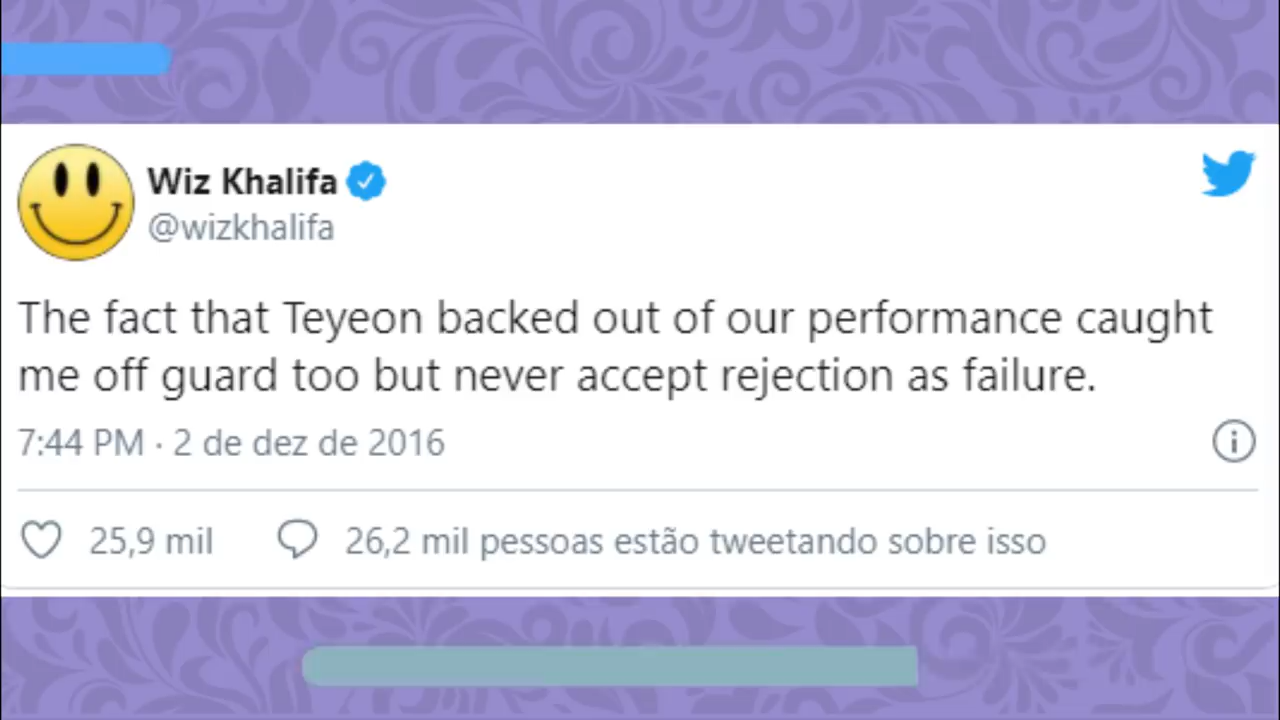 Wiz Khalifa
@wizkhalifa
The fact that Teyeon backed out of our performance caught
me off guard too but never accept rejection as failure.
7:44 PM · 2 de dez de 2016
25,9 mil 26,2 mil pessoas estão tweetando sobre isso